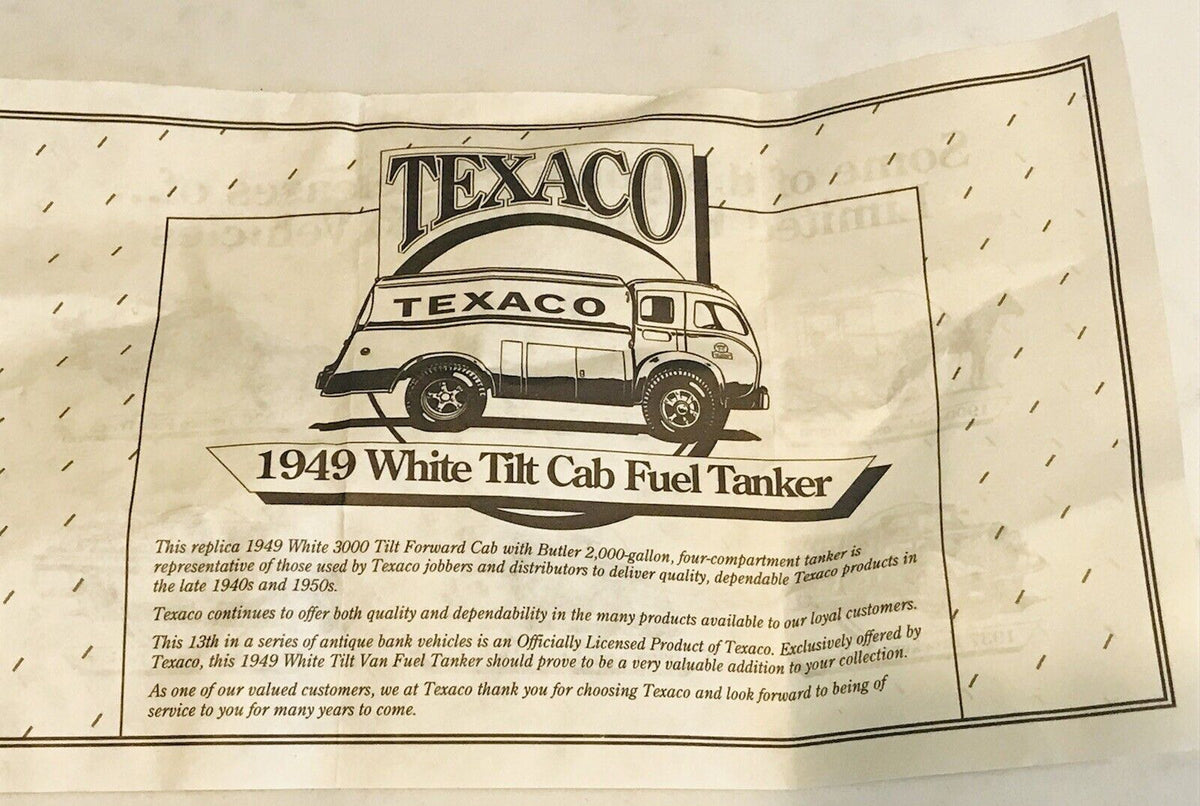 TEXACO
TEXACO
1949 White Tilt Cab Fuel Tanker
This replica 1949 White 3000 Tilt Forward Cab with Butler 2,000-gallon, four-compartment tanker is
representative of those used by Texaco jobbers and distributors to deliver quality, dependable Texaco products in
the late 1940s and 1950s.
Texaco continues to offer both quality and dependability in the many products available to our loyal customers.
This 13th in a series of antique bank vehicles is an Officially Licensed Product of Texaco. Exclusively offered by
Texaco, this 1949 White Tilt Van Fuel Tanker should prove to be a very valuable addition to your collection.
As one of our valued customers, we at Texaco thank you for choosing Texaco and look forward to being of
service to you for many years to come.